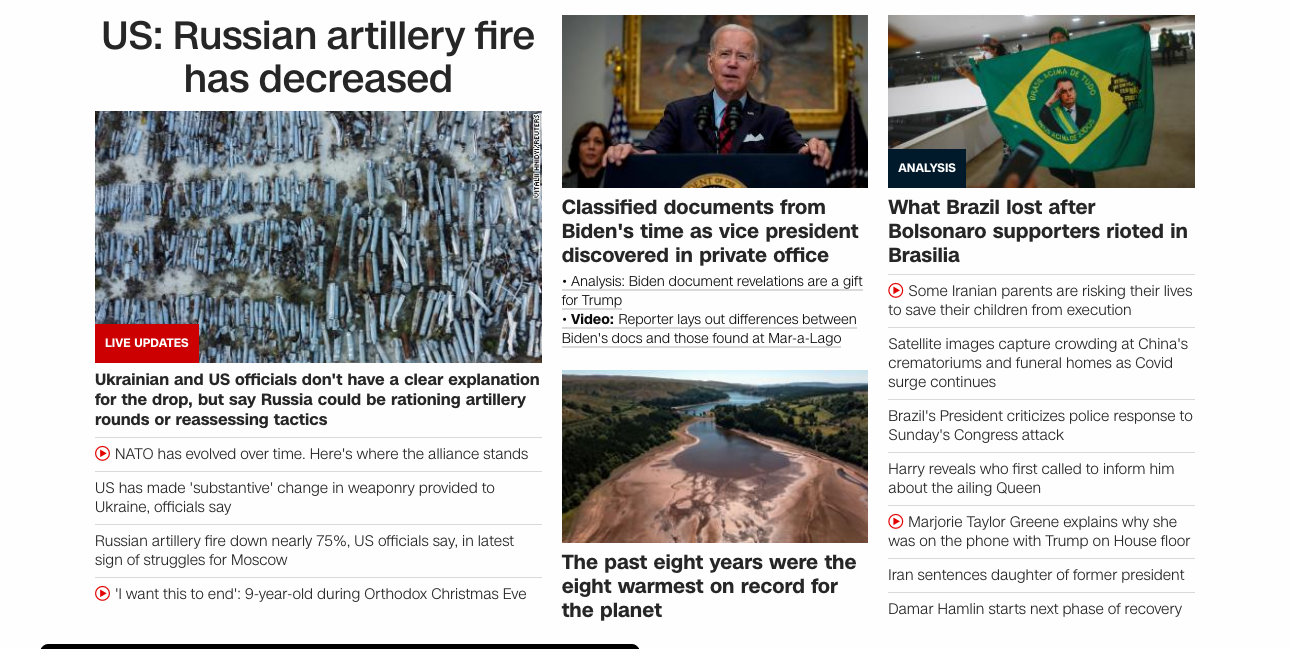 US: Russian artillery fire
has decreased
VITALII HNIDYI/REUTERS
LIVE UPDATES
Ukrainian and US officials don't have a clear explanation
for the drop, but say Russia could be rationing artillery
rounds or reassessing tactics
NATO has evolved over time. Here's where the alliance stands
US has made 'substantive' change in weaponry provided to
Ukraine, officials say
Russian artillery fire down nearly 75%, US officials say, in latest
sign of struggles for Moscow
'I want this to end': 9-year-old during Orthodox Christmas Eve
Classified documents from
Biden's time as vice president
discovered in private office
• Analysis: Biden document revelations are a gift
for Trump
• Video: Reporter lays out differences between
Biden's docs and those found at Mar-a-Lago
The past eight years were the
eight warmest on record for
the planet
BRASIL ACIMA DE TUDO
ANALYSIS
What Brazil lost after
Bolsonaro supporters rioted in
Brasilia
Some Iranian parents are risking their lives
to save their children from execution
Satellite images capture crowding at China's
crematoriums and funeral homes as Covid
surge continues
Brazil's President criticizes police response to
Sunday's Congress attack
Harry reveals who first called to inform him
about the ailing Queen
Marjorie Taylor Greene explains why she
was on the phone with Trump on House floor
Iran sentences daughter of former president
Damar Hamlin starts next phase of recovery